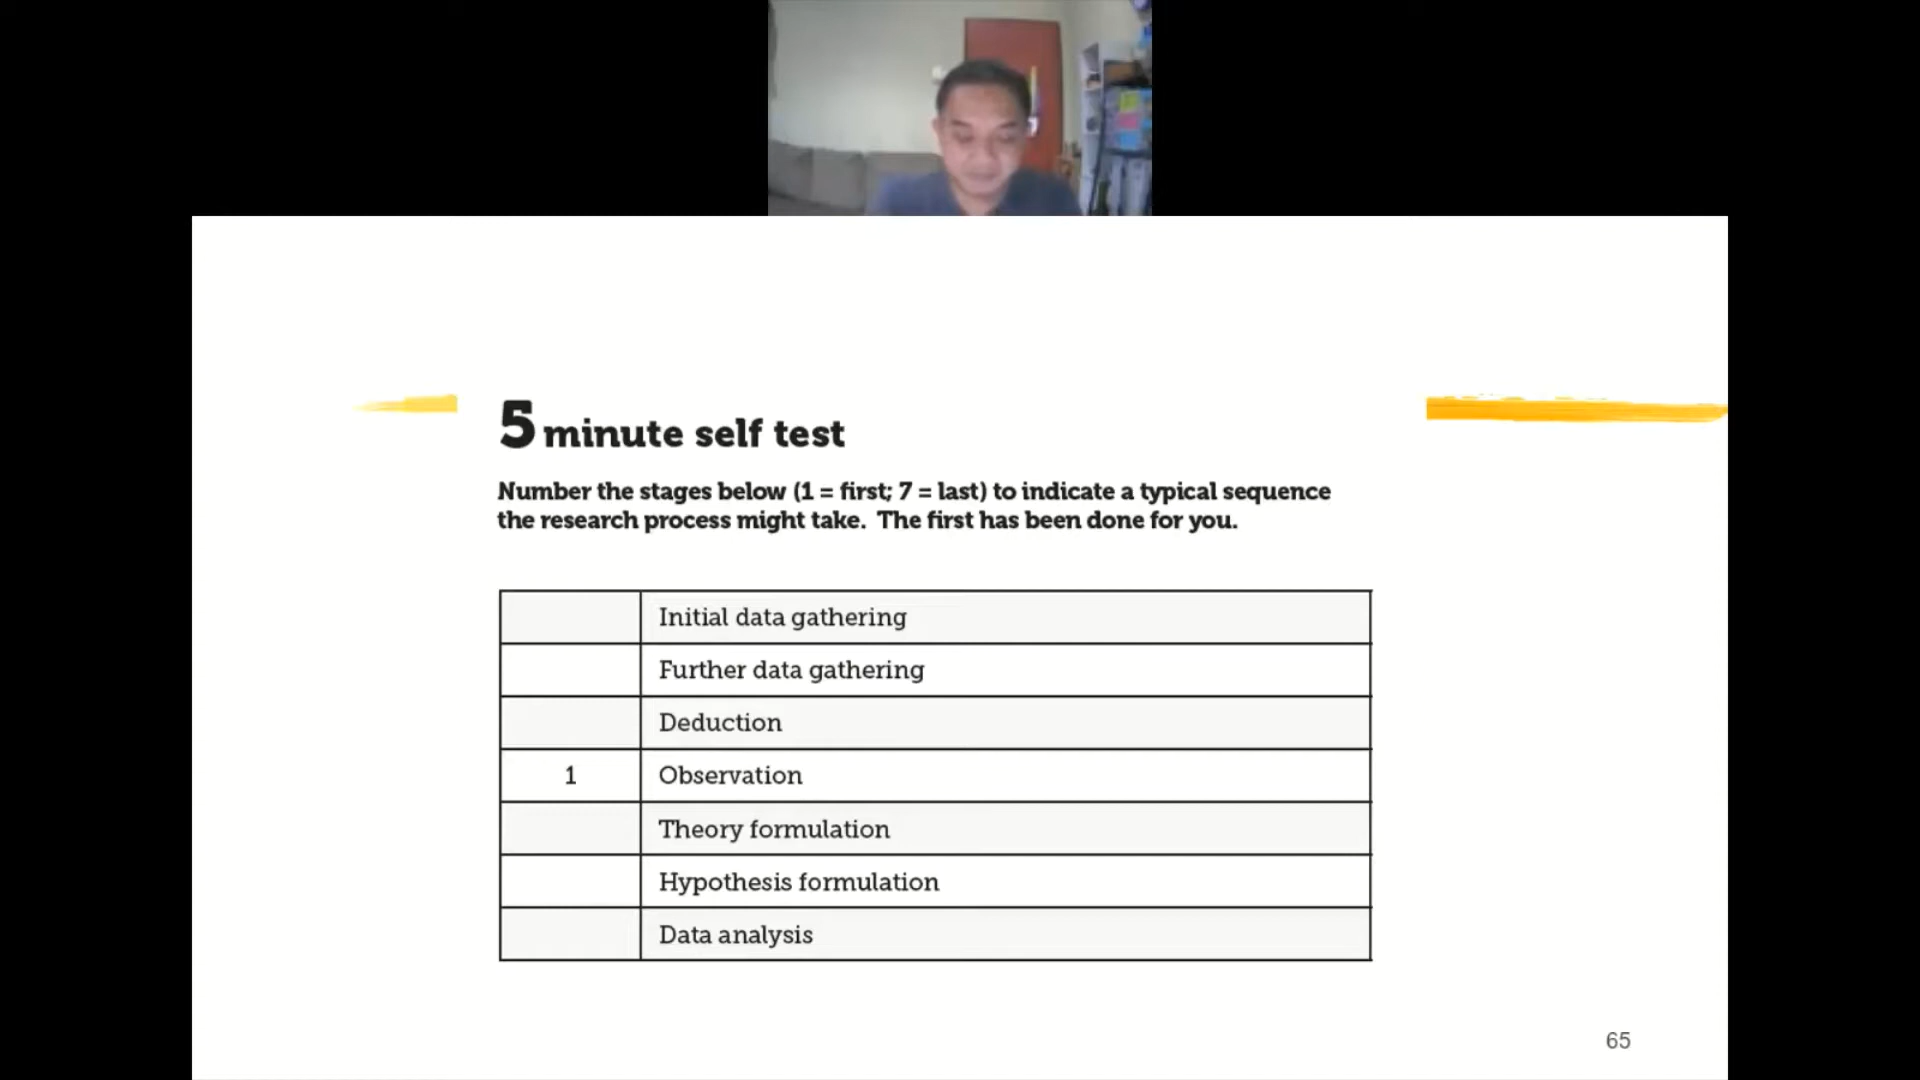 5 minute self test
Number the stages below (1 = first; 7 = last) to indicate a typical sequence
the research process might take.  The first has been done for you.
Initial data gathering
Further data gathering
Deduction
1 Observation
Theory formulation
Hypothesis formulation
Data analysis
65